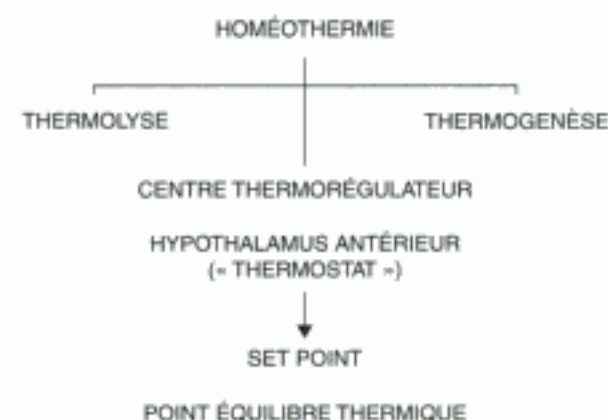 HOMÉOTHERMIE
THERMOLYSE THERMOGENÈSE
CENTRE THERMORÉGULATEUR
HYPOTHALAMUS ANTÉRIEUR
(« THERMOSTAT »)
SET POINT
POINT ÉQUILIBRE THERMIQUE